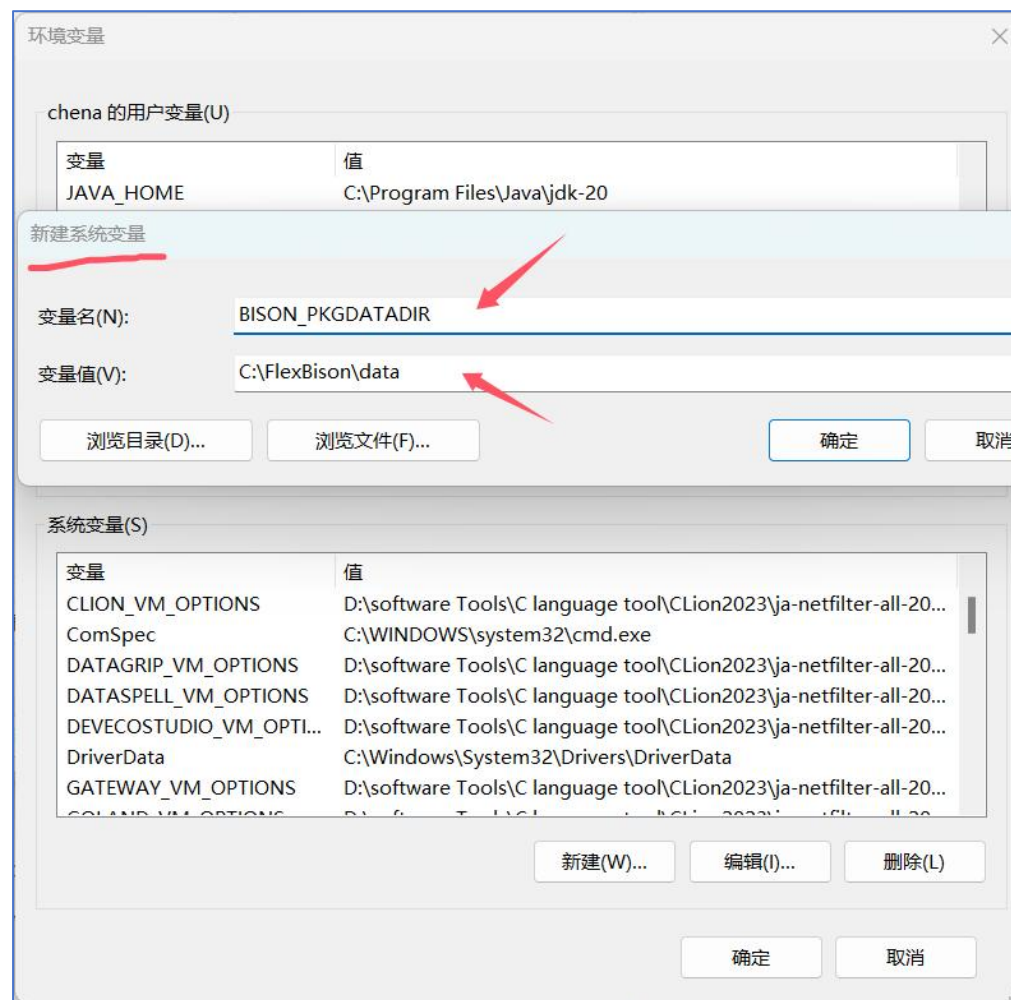 环境变量
chena 的用户变量(U)
变量 值
JAVA_HOME C:\Program Files\Java\jdk-20
新建系统变量
变量名(N): BISON_PKGDATADIR
变量值(V): C:\FlexBison\data
浏览目录(D)... 浏览文件(F)... 确定 取消
系统变量(S)
变量 值
CLION_VM_OPTIONS D:\software Tools\C language tool\CLion2023\ja-netfilter-all-20...
ComSpec C:\WINDOWS\system32\cmd.exe
DATAGRIP_VM_OPTIONS D:\software Tools\C language tool\CLion2023\ja-netfilter-all-20...
DATASPELL_VM_OPTIONS D:\software Tools\C language tool\CLion2023\ja-netfilter-all-20...
DEVECOSTUDIO_VM_OPTI... D:\software Tools\C language tool\CLion2023\ja-netfilter-all-20...
DriverData C:\Windows\System32\Drivers\DriverData
GATEWAY_VM_OPTIONS D:\software Tools\C language tool\CLion2023\ja-netfilter-all-20...
新建(W)... 编辑(I)... 删除(L)
确定 取消